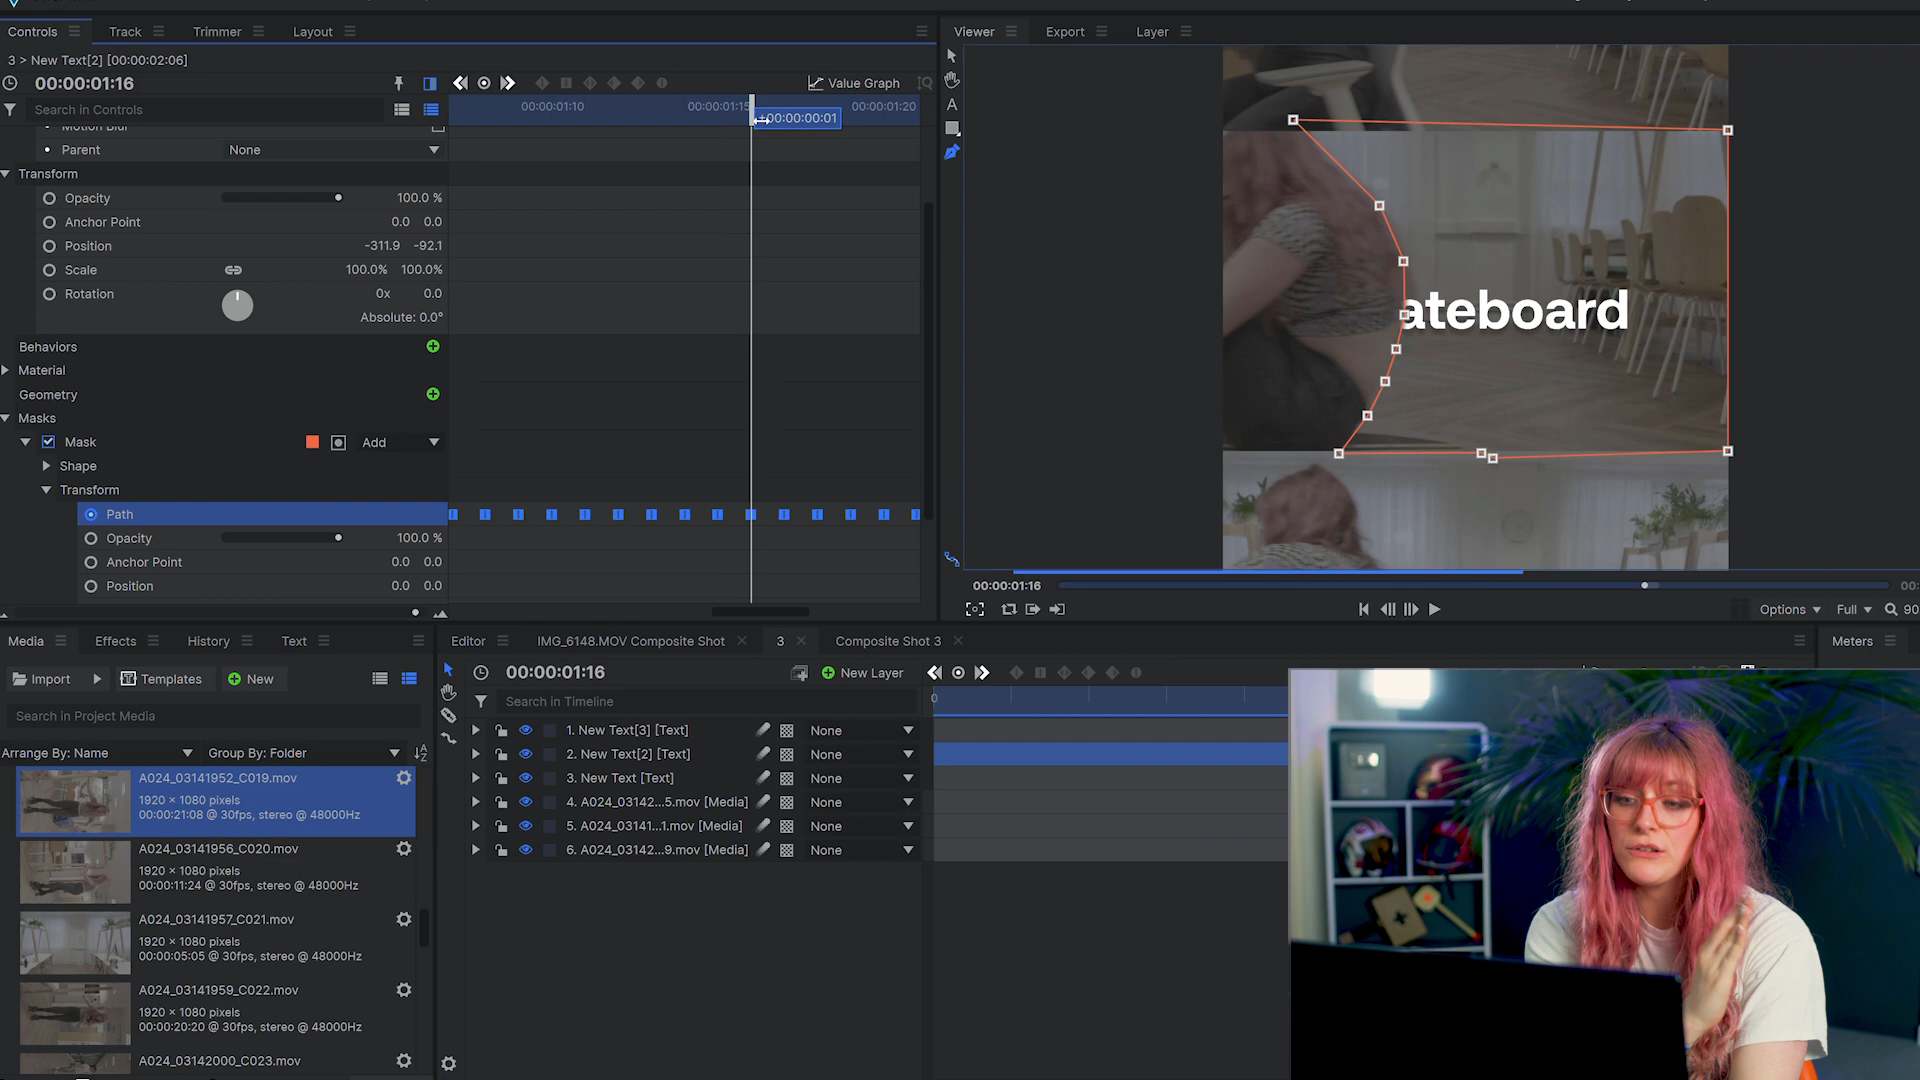 Controls
Track
Trimmer
Layout
3 > New Text[2] [00:00:02:06]
00:00:01:16
Value Graph
Search in Controls
00:00:01:10
00:00:01:15
00:00:01:20
+00:00:00:01
Motion Blur
Parent
None
Transform
Opacity
100.0 %
Anchor Point
0.0 0.0
Position
-311.9 -92.1
Scale
100.0% 100.0%
Rotation
0x 0.0
Absolute: 0.0°
Behaviors
Material
Geometry
Masks
Mask
Add
Shape
Transform
Path
Opacity
100.0 %
Anchor Point
0.0 0.0
Position
0.0 0.0
Viewer
Export
Layer
A
ateboard
00:00:01:16
00:
Options
Full
90
Media
Effects
History
Text
Import
Templates
New
Search in Project Media
Arrange By: Name
Group By: Folder
A024_03141952_C019.mov
1920 × 1080 pixels
00:00:21:08 @ 30fps, stereo @ 48000Hz
A024_03141956_C020.mov
1920 × 1080 pixels
00:00:11:24 @ 30fps, stereo @ 48000Hz
A024_03141957_C021.mov
1920 × 1080 pixels
00:00:05:05 @ 30fps, stereo @ 48000Hz
A024_03141959_C022.mov
1920 × 1080 pixels
00:00:20:20 @ 30fps, stereo @ 48000Hz
A024_03142000_C023.mov
Editor
IMG_6148.MOV Composite Shot
3
Composite Shot 3
Meters
00:00:01:16
New Layer
Search in Timeline
0
1. New Text[3] [Text]
None
2. New Text[2] [Text]
None
3. New Text [Text]
None
4. A024_03142...5.mov [Media]
None
5. A024_03141...1.mov [Media]
None
6. A024_03142...9.mov [Media]
None